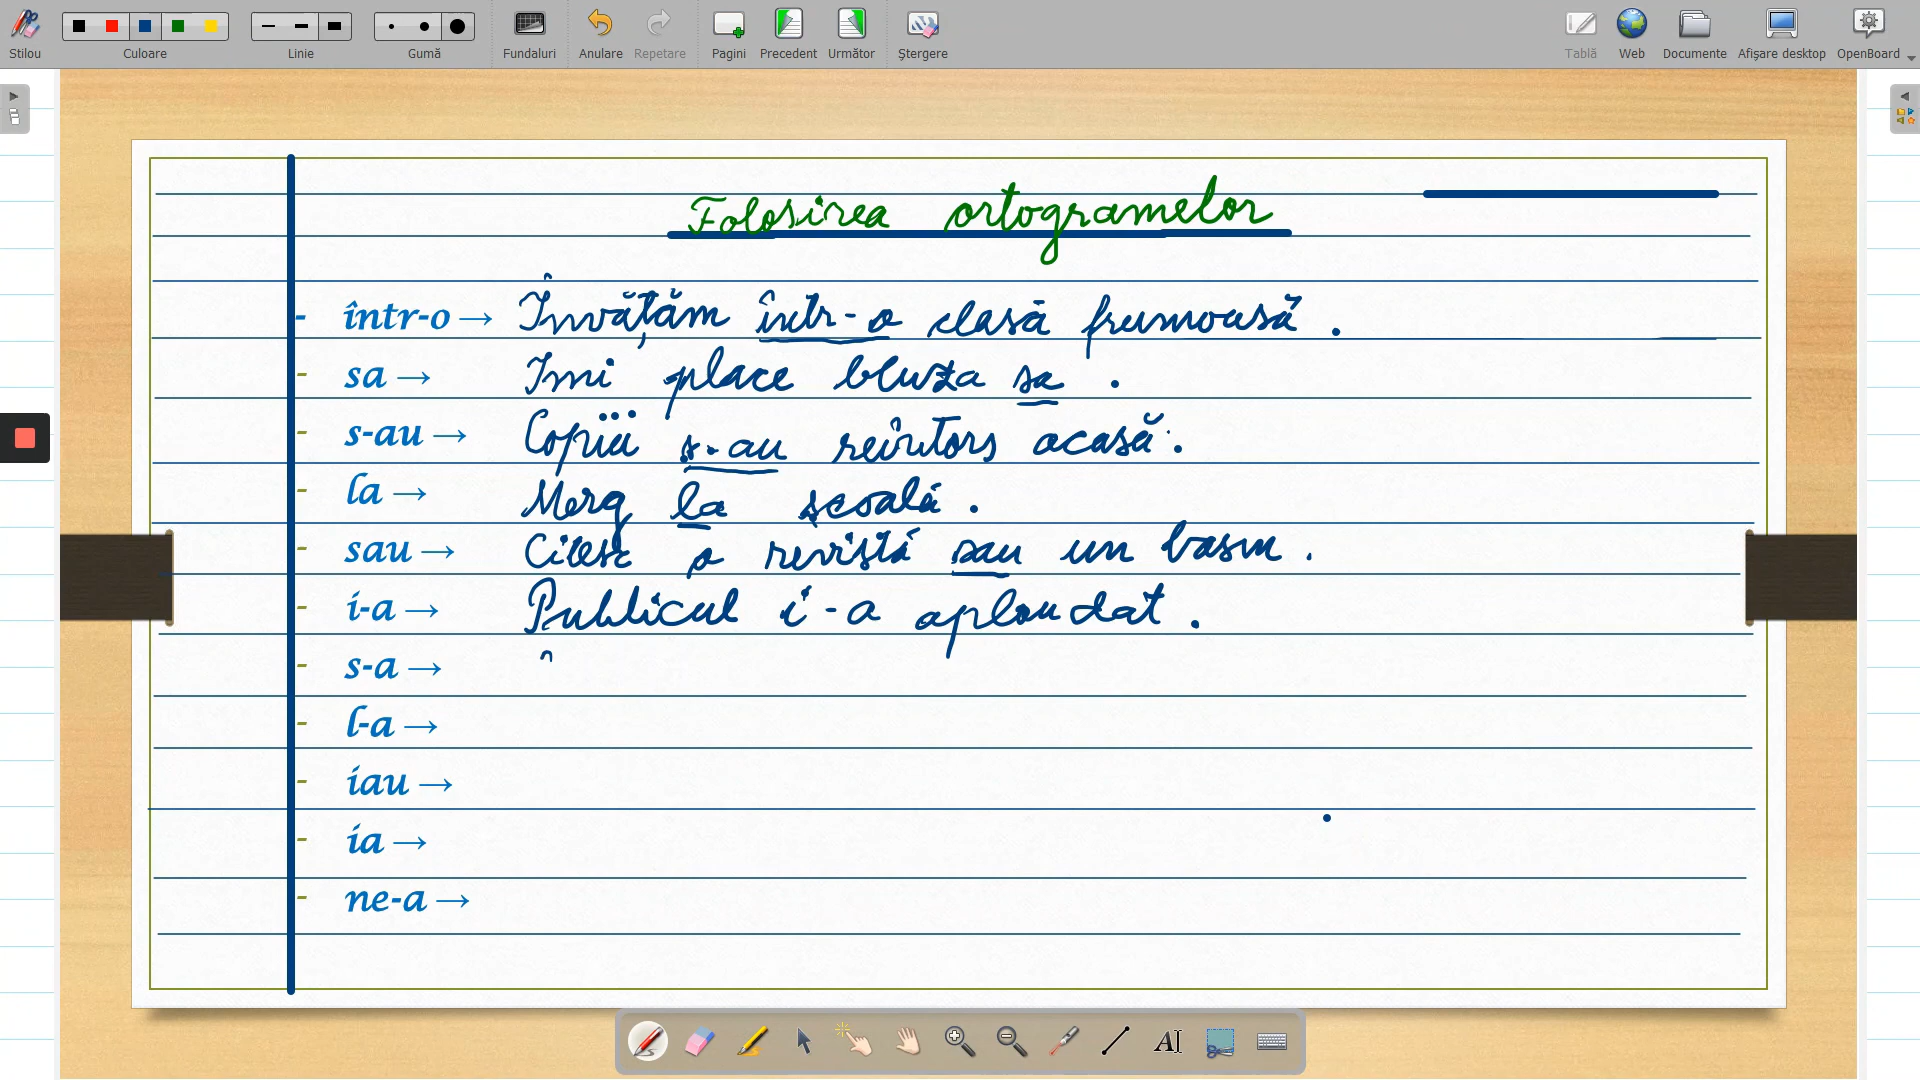 Stilou Culoare Linie Gumă Fundaluri Anulare Repetare Pagini Precedent Următor Ștergere Tablă Web Documente Afișare desktop OpenBoard
Folosirea ortogramelor
- într-o → Învățăm într-o clasă frumoasă.
- sa → Îmi place bluza sa.
- s-au → Copiii s-au reîntors acasă.
- la → Merg la școală.
- sau → Citesc o revistă sau un basm.
- i-a → Publicul i-a aplaudat.
- s-a →
- l-a →
- iau →
- ia →
- ne-a →